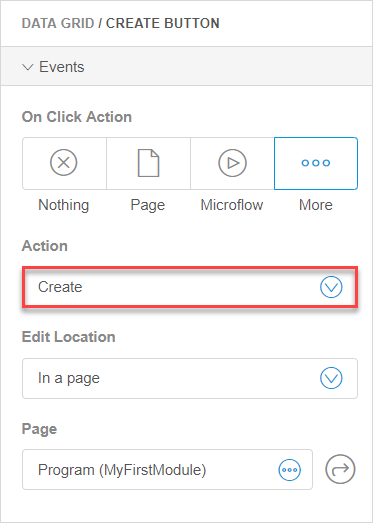 DATA GRID / CREATE BUTTON
Events
On Click Action
Nothing Page Microflow More
Action
Create
Edit Location
In a page
Page
Program (MyFirstModule)